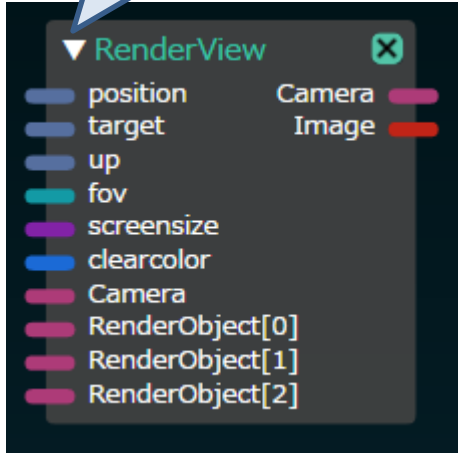 RenderView
position Camera
target Image
up
fov
screensize
clearcolor
Camera
RenderObject[0]
RenderObject[1]
RenderObject[2]